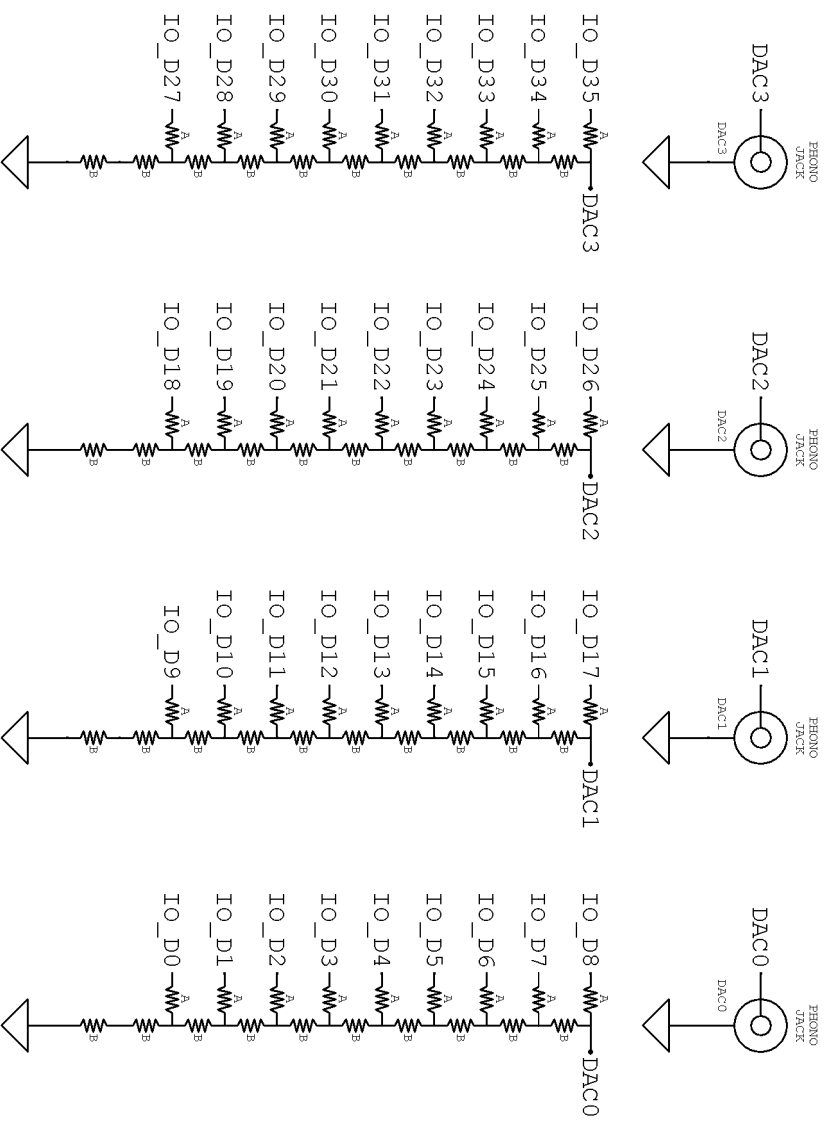 PHONO
JACK
DAC3
DAC3
IO_D35 A DAC3
B
IO_D34 A
B
IO_D33 A
B
IO_D32 A
B
IO_D31 A
B
IO_D30 A
B
IO_D29 A
B
IO_D28 A
B
IO_D27 A
B
B
PHONO
JACK
DAC2
DAC2
IO_D26 A DAC2
B
IO_D25 A
B
IO_D24 A
B
IO_D23 A
B
IO_D22 A
B
IO_D21 A
B
IO_D20 A
B
IO_D19 A
B
IO_D18 A
B
B
PHONO
JACK
DAC1
DAC1
IO_D17 A DAC1
B
IO_D16 A
B
IO_D15 A
B
IO_D14 A
B
IO_D13 A
B
IO_D12 A
B
IO_D11 A
B
IO_D10 A
B
IO_D9 A
B
B
PHONO
JACK
DAC0
DAC0
IO_D8 A DAC0
B
IO_D7 A
B
IO_D6 A
B
IO_D5 A
B
IO_D4 A
B
IO_D3 A
B
IO_D2 A
B
IO_D1 A
B
IO_D0 A
B
B